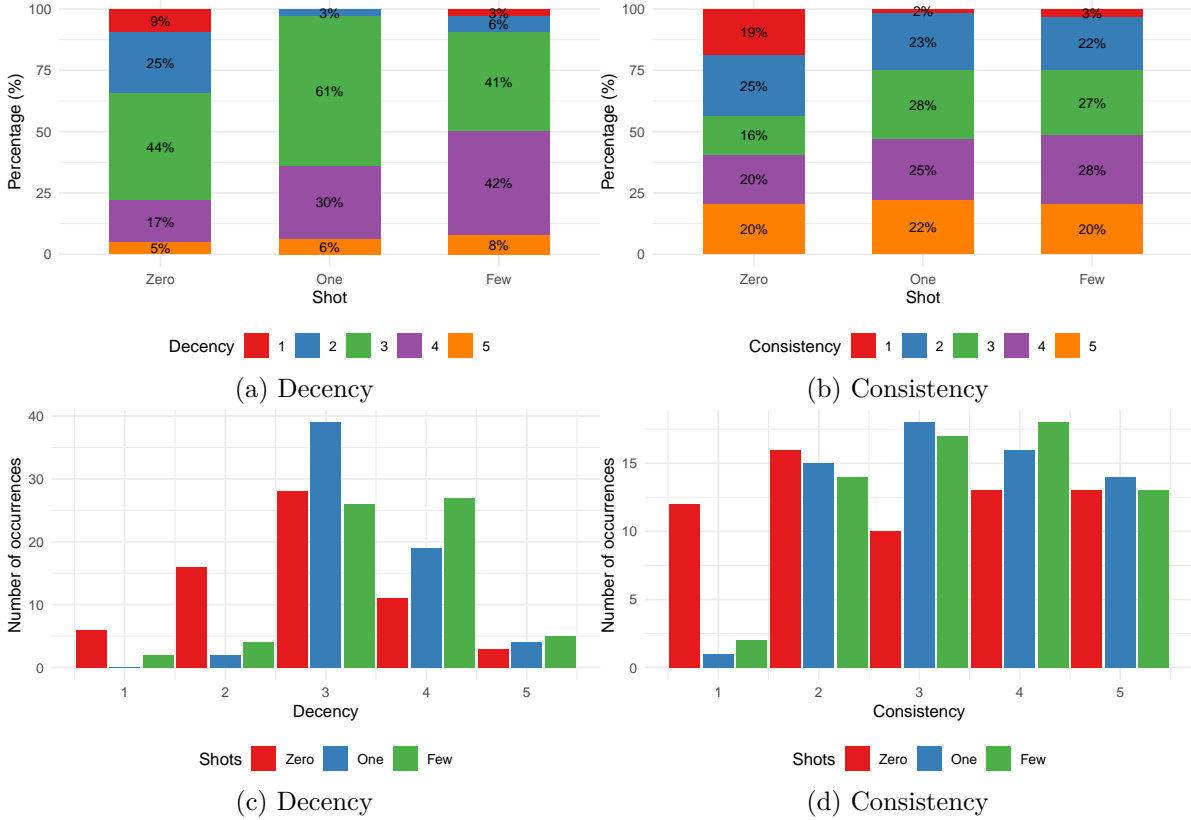 100
75
50
25
0
Percentage (%)
9%
25%
44%
17%
5%
3%
61%
30%
6%
3%
6%
41%
42%
8%
Zero One Few
Shot
Decency 1 2 3 4 5
(a) Decency
100
75
50
25
0
Percentage (%)
19%
25%
16%
20%
20%
2%
23%
28%
25%
22%
3%
22%
27%
28%
20%
Zero One Few
Shot
Consistency 1 2 3 4 5
(b) Consistency
40
30
20
10
0
Number of occurrences
1 2 3 4 5
Decency
Shots Zero One Few
(c) Decency
15
10
5
0
Number of occurrences
1 2 3 4 5
Consistency
Shots Zero One Few
(d) Consistency